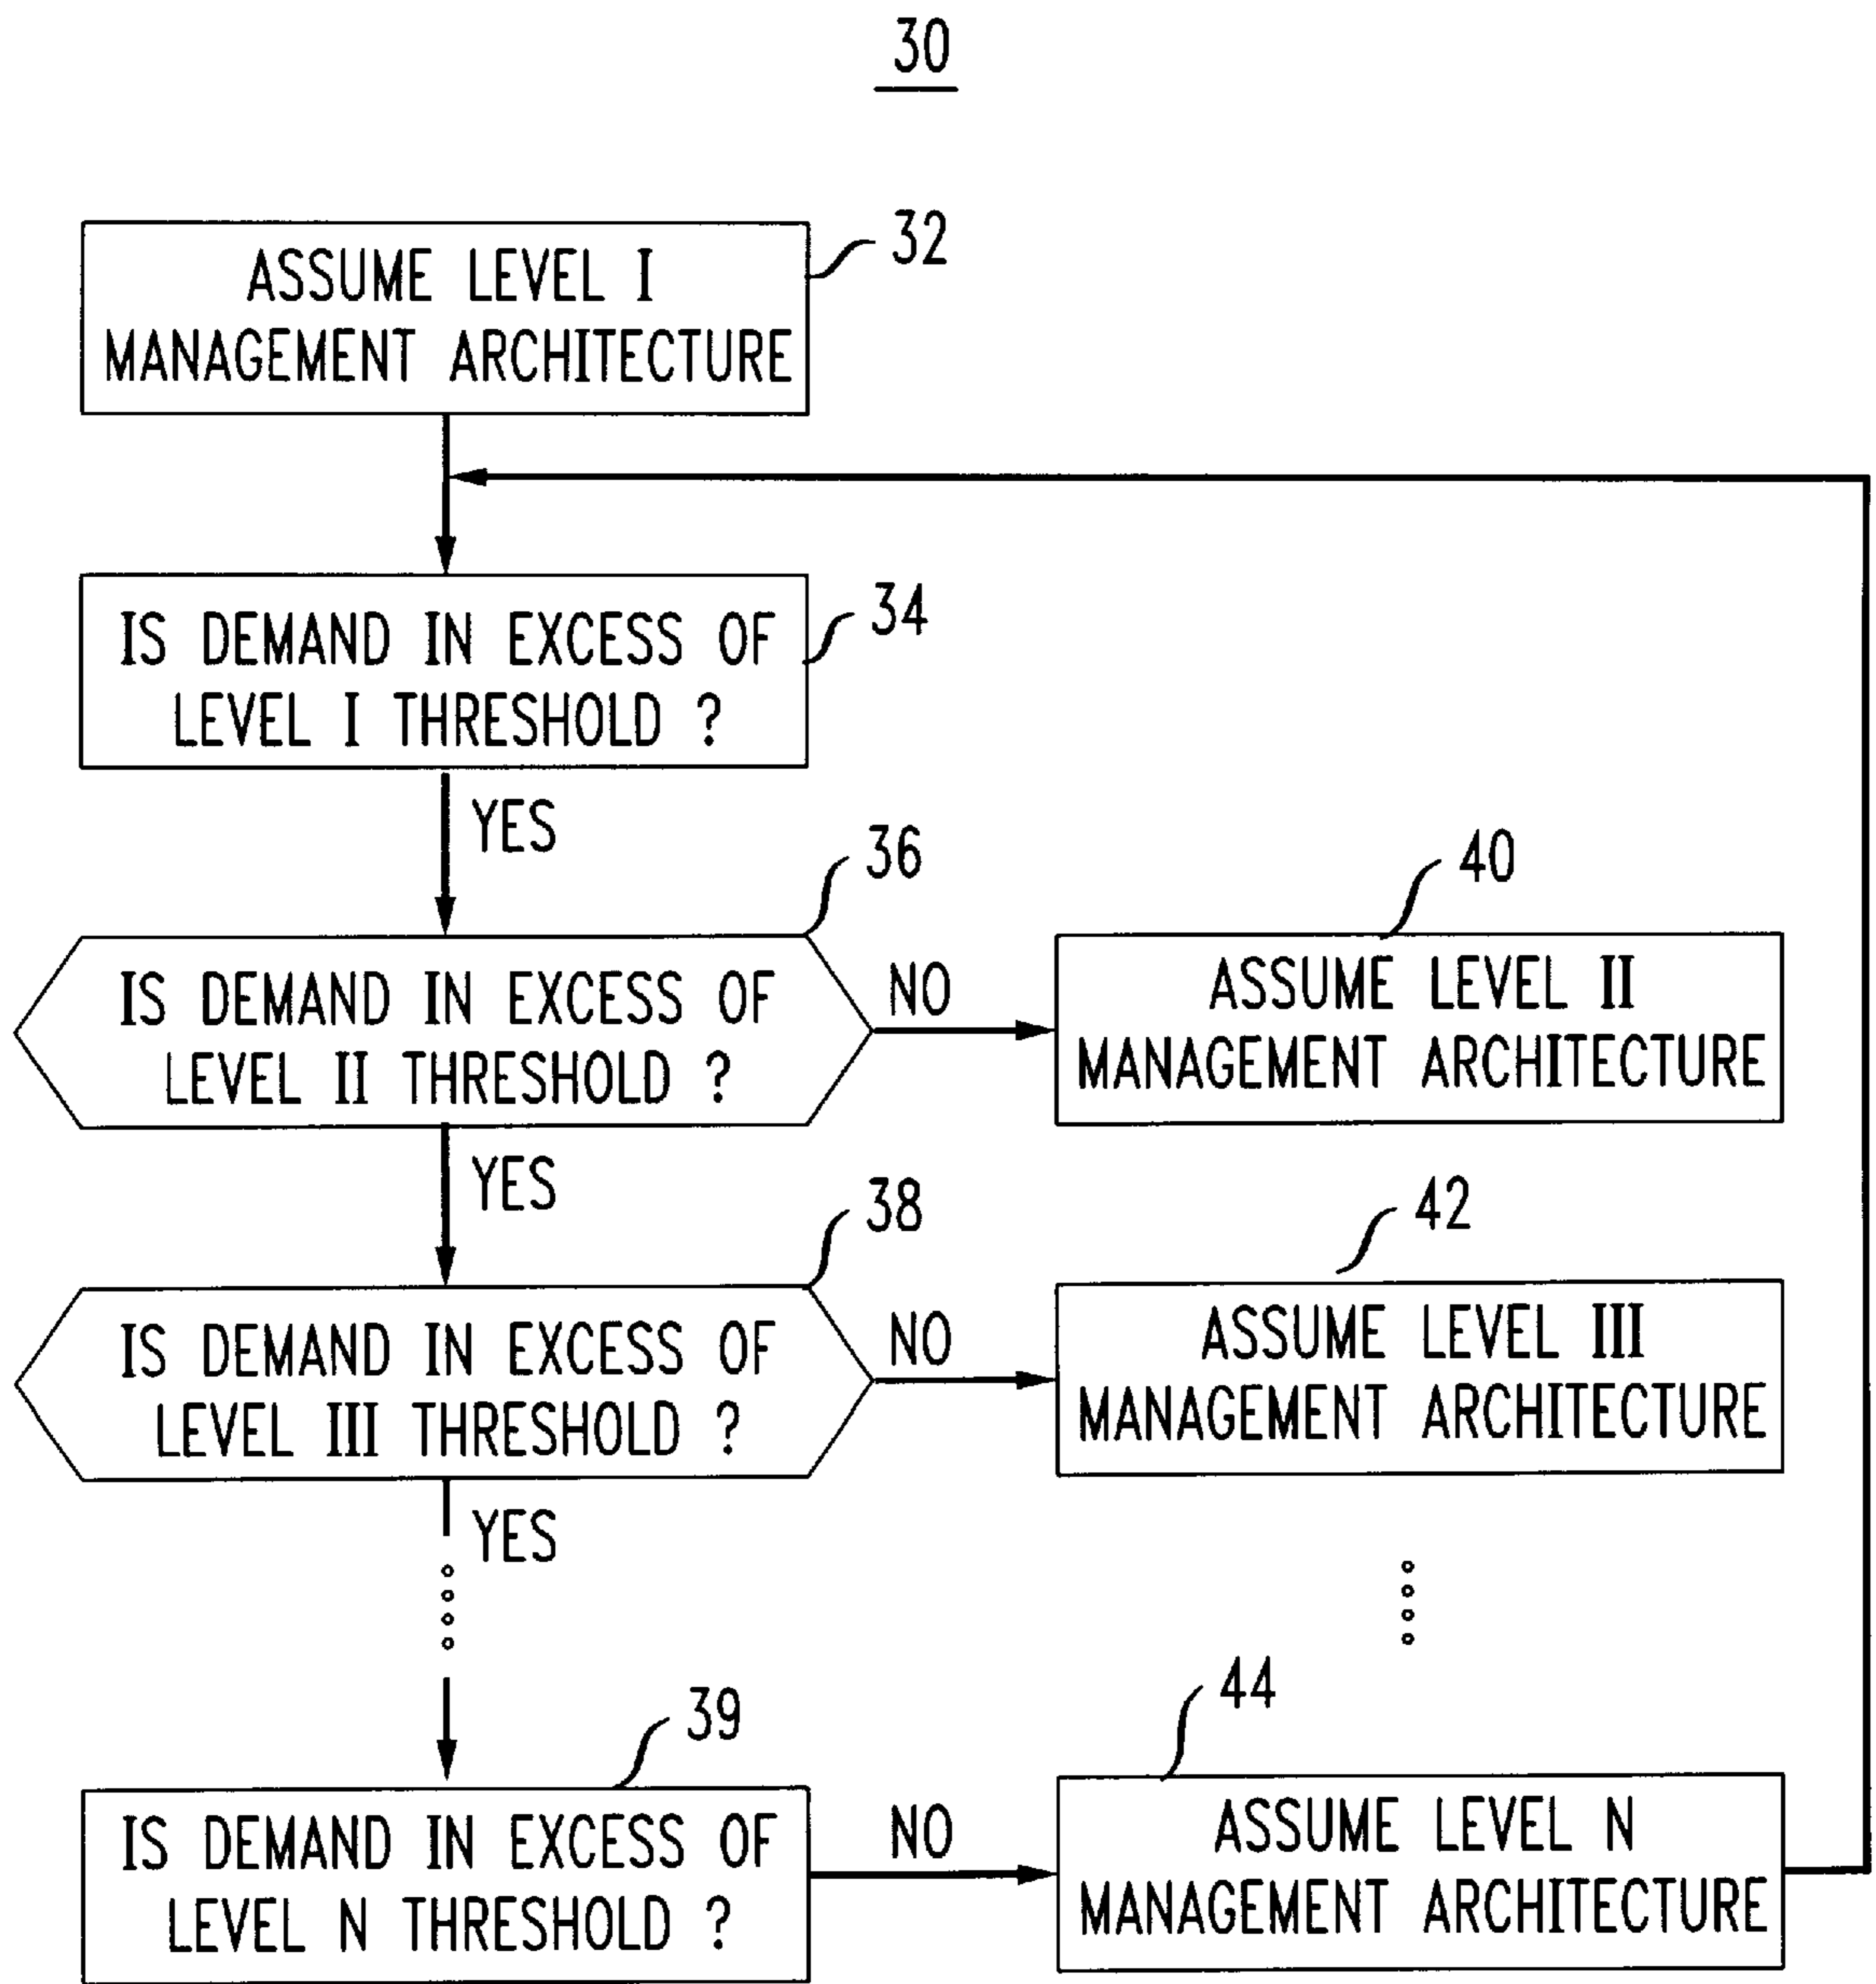 30
ASSUME LEVEL I
MANAGEMENT ARCHITECTURE
32
IS DEMAND IN EXCESS OF
LEVEL I THRESHOLD ?
34
YES
36
IS DEMAND IN EXCESS OF
LEVEL II THRESHOLD ?
NO
40
ASSUME LEVEL II
MANAGEMENT ARCHITECTURE
YES
38
IS DEMAND IN EXCESS OF
LEVEL III THRESHOLD ?
NO
42
ASSUME LEVEL III
MANAGEMENT ARCHITECTURE
YES
39
IS DEMAND IN EXCESS OF
LEVEL N THRESHOLD ?
NO
44
ASSUME LEVEL N
MANAGEMENT ARCHITECTURE